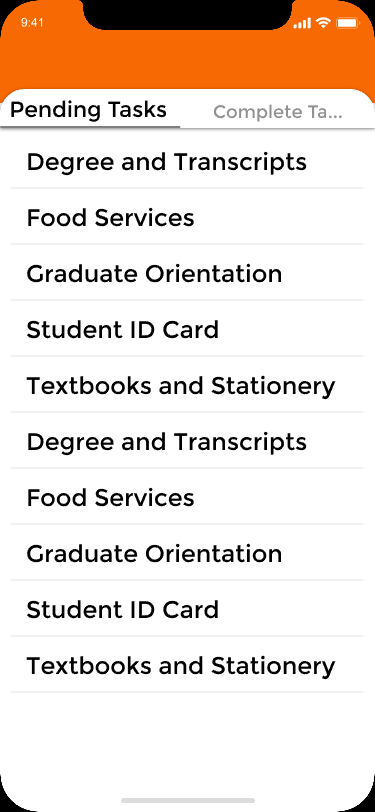 9:41
Pending Tasks
Complete Ta...
Degree and Transcripts
Food Services
Graduate Orientation
Student ID Card
Textbooks and Stationery
Degree and Transcripts
Food Services
Graduate Orientation
Student ID Card
Textbooks and Stationery